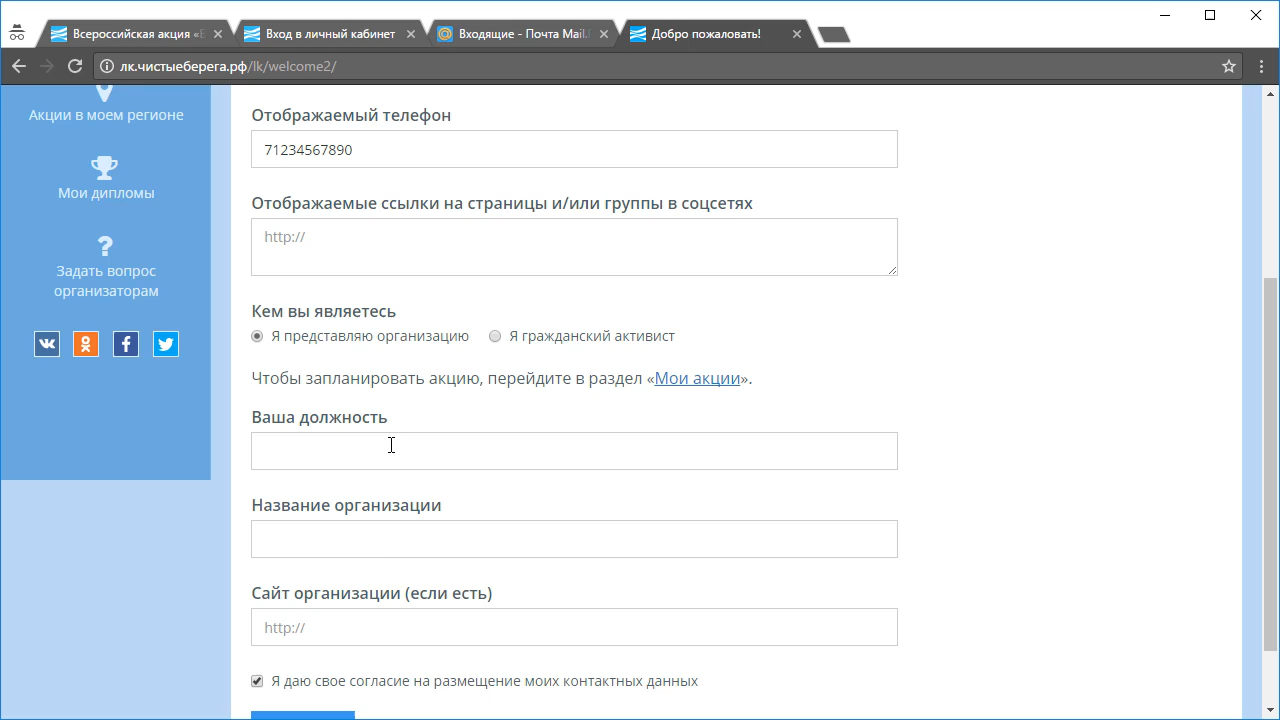 Всероссийская акция «Б
Вход в личный кабинет
Входящие - Почта Mail.
Добро пожаловать!
лк.чистыеберега.рф/lk/welcome2/
Акции в моем регионе
Мои дипломы
Задать вопрос
организаторам
Отображаемый телефон
71234567890
Отображаемые ссылки на страницы и/или группы в соцсетях
http://
Кем вы являетесь
Я представляю организацию
Я гражданский активист
Чтобы запланировать акцию, перейдите в раздел «Мои акции».
Ваша должность
Название организации
Сайт организации (если есть)
http://
Я даю свое согласие на размещение моих контактных данных